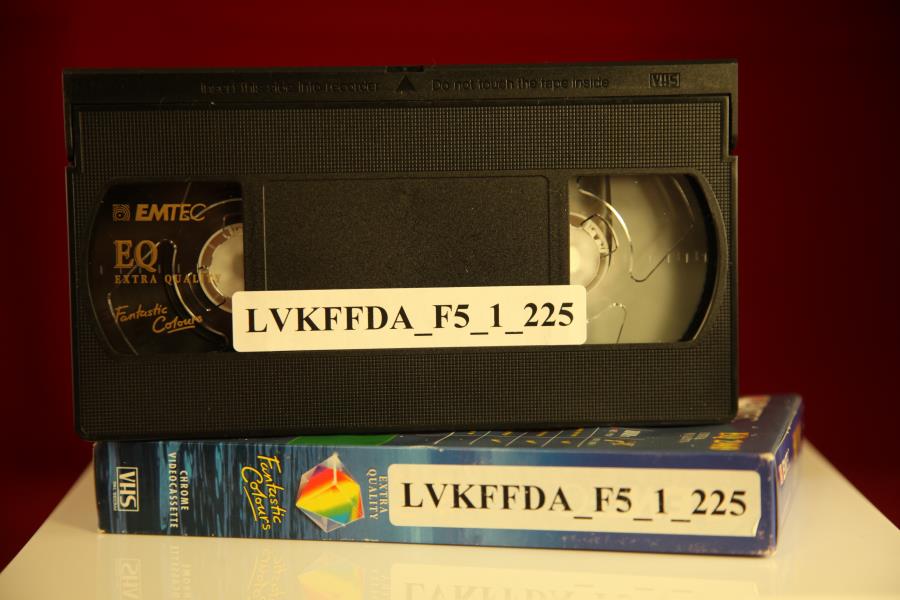 Insert this side into recorder Do not touch the tape inside VHS
EMTEC
EQ
EXTRA QUALITY
Fantastic
Colours
LVKFFDA_F5_1_225
VHS
CHROME
VIDEOCASSETTE
Fantastic
Colours
EXTRA
QUALITY
LVKFFDA_F5_1_225